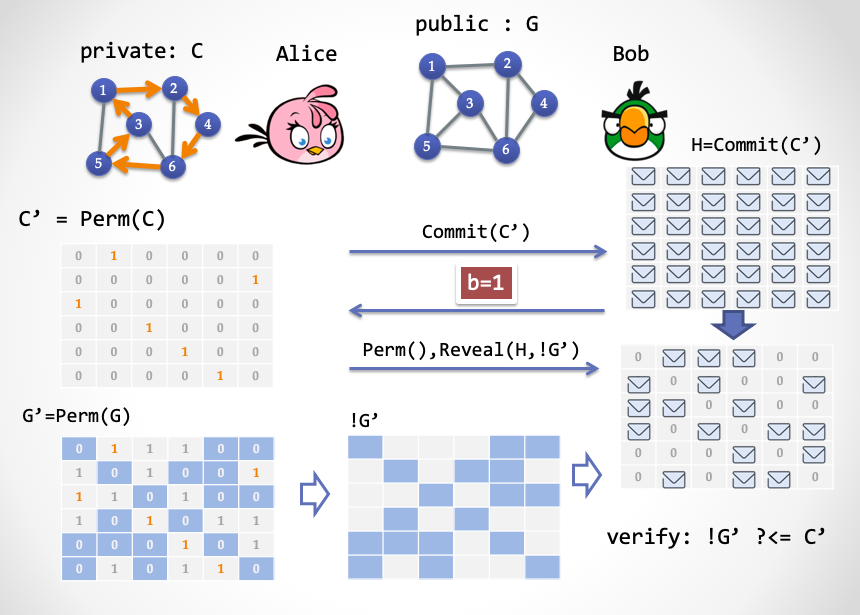 public : G
private: C
Alice
Bob
1
2
3
4
5
6
1
2
3
4
5
6
H=Commit(C’)
C’ = Perm(C)
Commit(C’)
0 1 0 0 0 0
0 0 0 0 0 1
1 0 0 0 0 0
0 0 1 0 0 0
0 0 0 1 0 0
0 0 0 0 1 0
b=1
Perm(),Reveal(H,!G’)
0 0 0
0 0 0
0 0 0
0 0
0 0 0 0
0 0 0
G’=Perm(G)
0 1 1 1 0 0
1 0 1 0 0 1
1 1 0 1 0 0
1 0 1 0 1 1
0 0 0 1 0 1
0 1 0 1 1 0
!G’
verify: !G’ ?<= C’